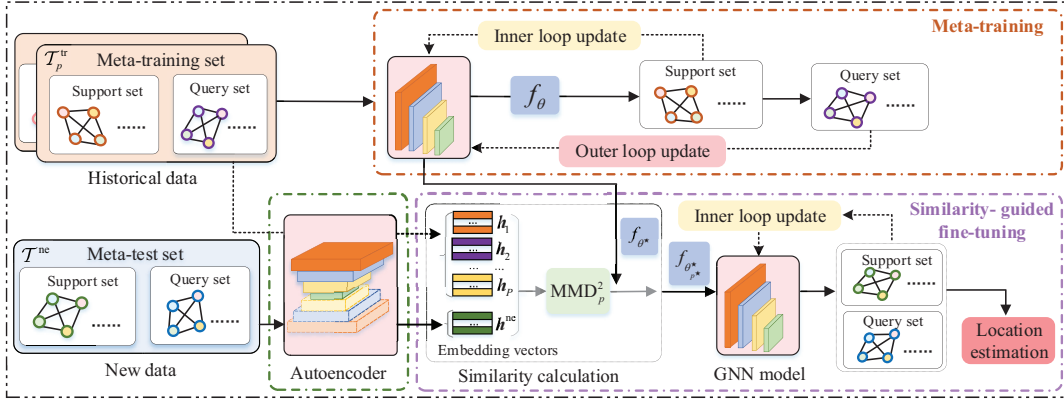 Meta-training
Inner loop update
𝒯_p^tr Meta-training set
Support set
Query set
......
......
Historical data
f_θ
Support set
......
Query set
......
Outer loop update
Similarity- guided
fine-tuning
Inner loop update
𝒯^ne Meta-test set
Support set
Query set
......
......
New data
Autoencoder
... h_1
... h_2
... ...
... h_P
... h^ne
Embedding vectors
MMD_p^2
f_θ⋆
f_θ_p⋆^⋆
Similarity calculation
GNN model
Support set
......
Query set
......
Location
estimation